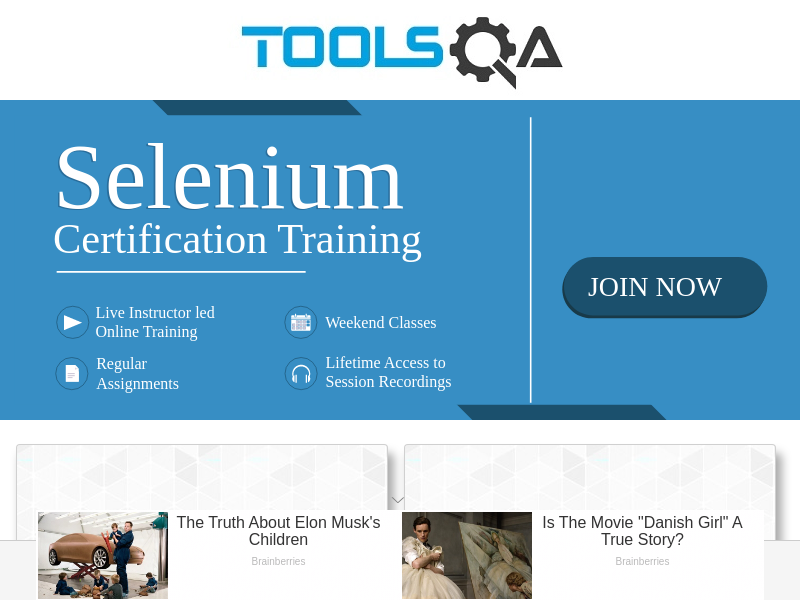 TOOLSQA
Selenium
Certification Training
JOIN NOW
Live Instructor led
Online Training
Weekend Classes
Regular
Assignments
Lifetime Access to
Session Recordings
The Truth About Elon Musk's
Children
Brainberries
Is The Movie "Danish Girl" A
True Story?
Brainberries